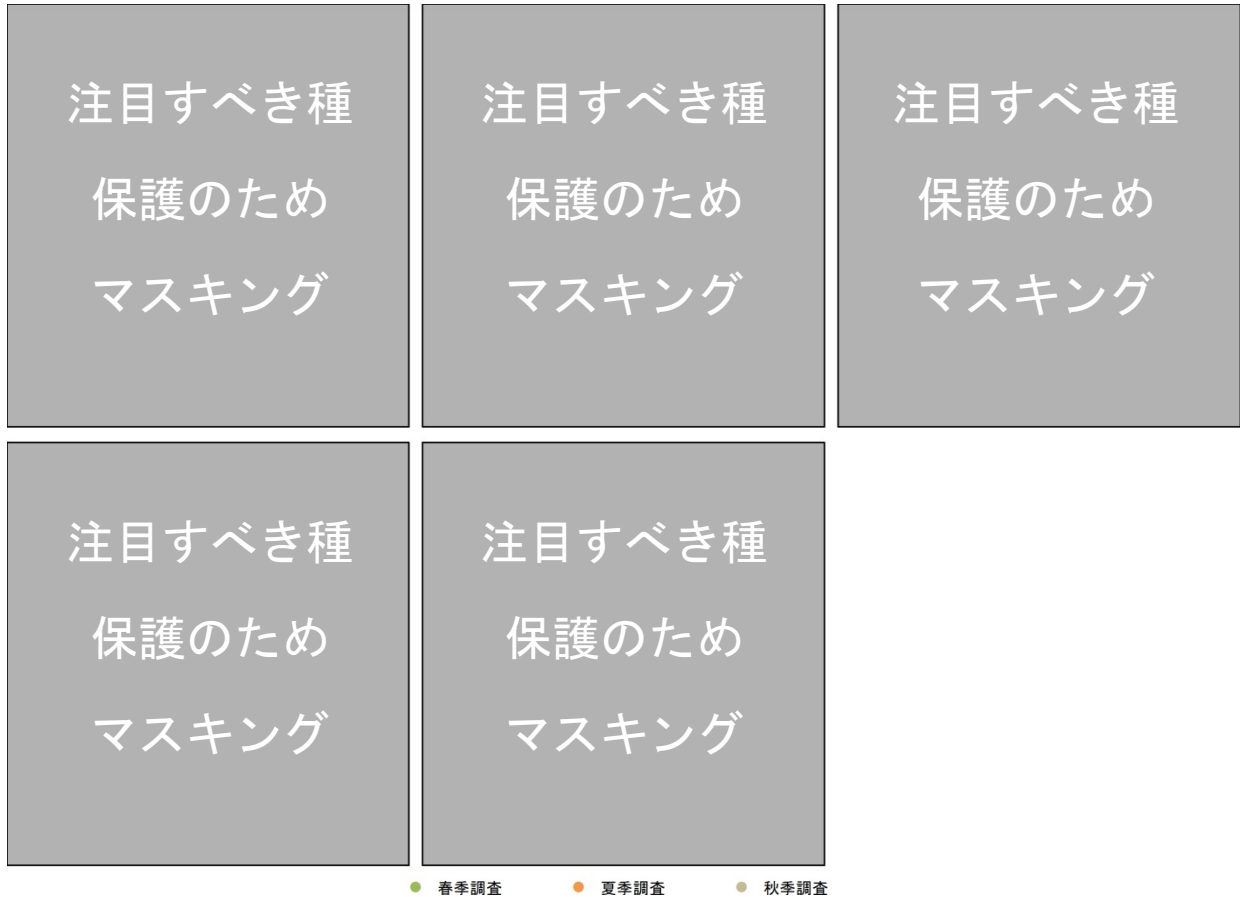 注目すべき種
保護のため
マスキング
注目すべき種
保護のため
マスキング
注目すべき種
保護のため
マスキング
注目すべき種
保護のため
マスキング
注目すべき種
保護のため
マスキング
春季調査 夏季調査 秋季調査